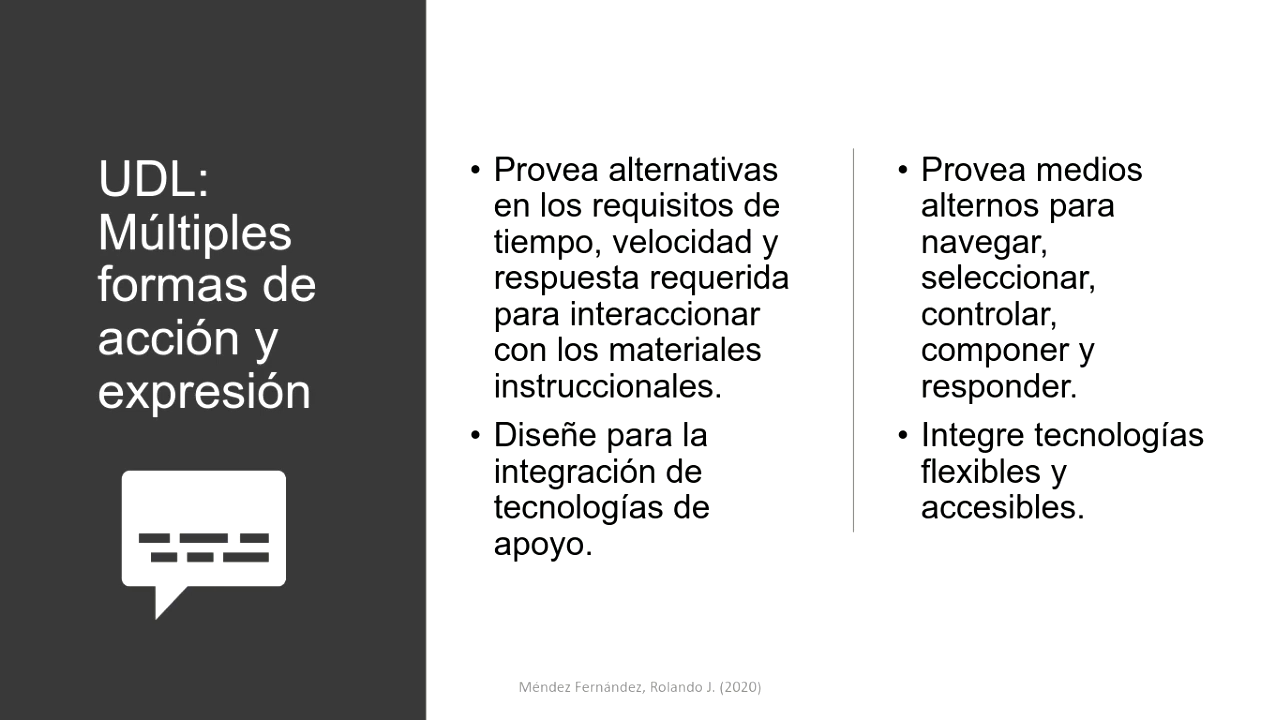 UDL:
Múltiples
formas de
acción y
expresión
• Provea alternativas
en los requisitos de
tiempo, velocidad y
respuesta requerida
para interaccionar
con los materiales
instruccionales.
• Diseñe para la
integración de
tecnologías de
apoyo.
• Provea medios
alternos para
navegar,
seleccionar,
controlar,
componer y
responder.
• Integre tecnologías
flexibles y
accesibles.
Méndez Fernández, Rolando J. (2020)